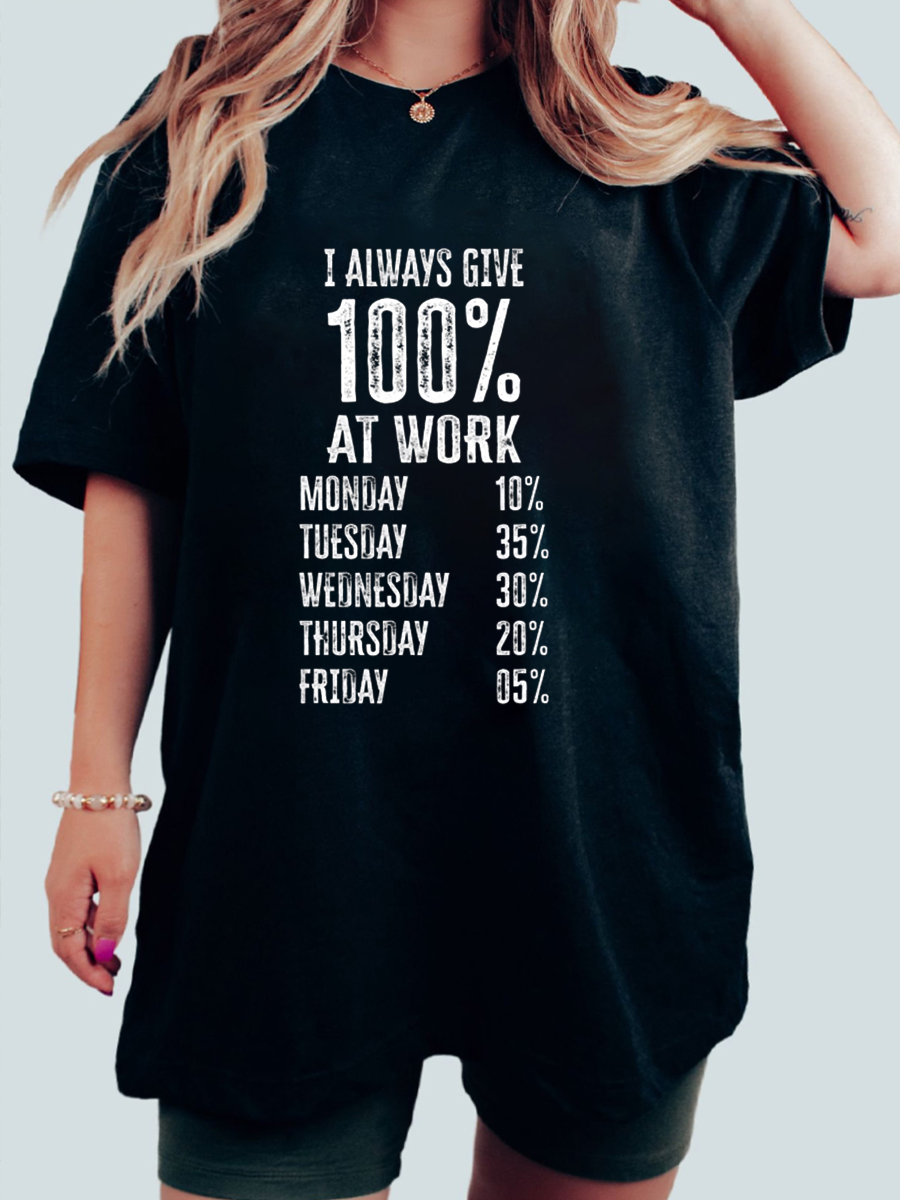 I ALWAYS GIVE
100%
AT WORK
MONDAY 10%
TUESDAY 35%
WEDNESDAY 30%
THURSDAY 20%
FRIDAY 05%